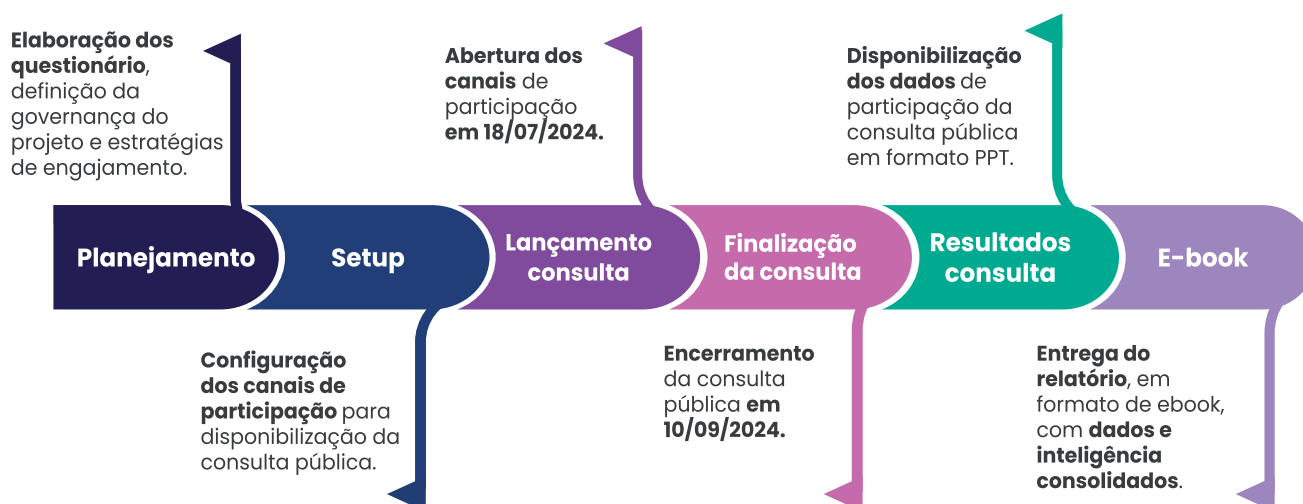 Elaboração dos
questionário,
definição da
governança do
projeto e estratégias
de engajamento.
Abertura dos
canais de
participação
em 18/07/2024.
Disponibilização
dos dados de
participação da
consulta pública
em formato PPT.
Planejamento
Setup
Lançamento
consulta
Finalização
da consulta
Resultados
consulta
E-book
Configuração
dos canais de
participação para
disponibilização da
consulta pública.
Encerramento
da consulta
pública em
10/09/2024.
Entrega do
relatório, em
formato de ebook,
com dados e
inteligência
consolidados.